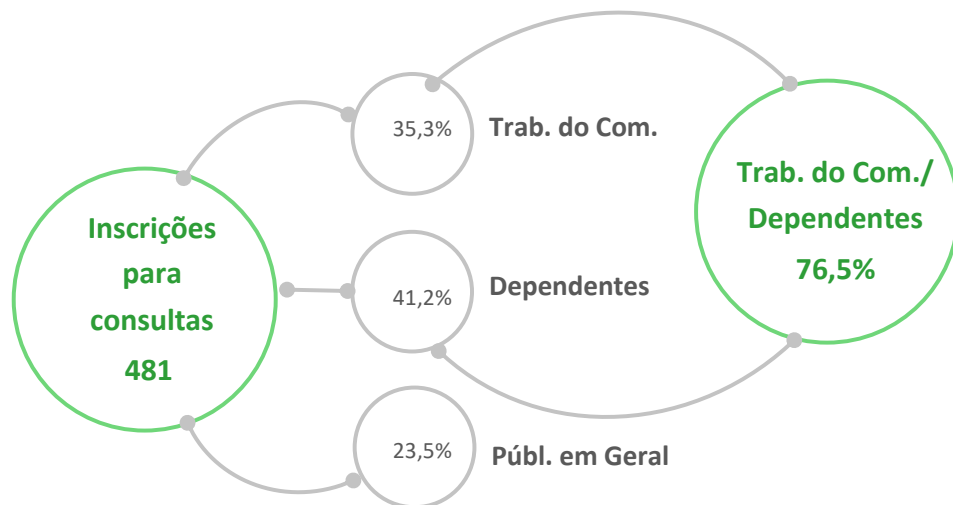 Inscrições
para
consultas
481
35,3%
Trab. do Com.
41,2%
Dependentes
23,5%
Públ. em Geral
Trab. do Com./
Dependentes
76,5%